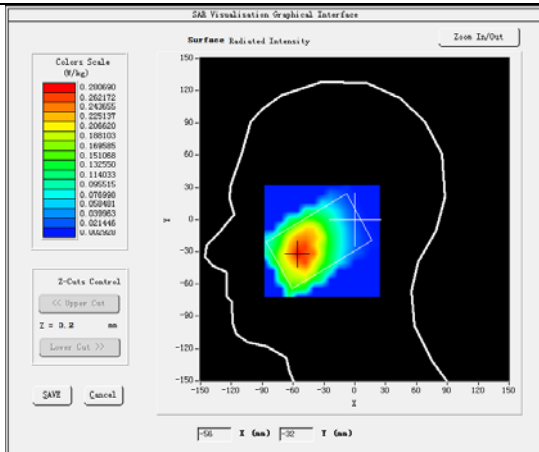 SAR Visualisation Graphical Interface
Surface Radiated Intensity
Zoom In/Out
Colors Scale
(W/kg)
0.280690
0.262172
0.243655
0.225137
0.206620
0.188103
0.169585
0.151068
0.132550
0.114033
0.095515
0.076998
0.058481
0.039963
0.021446
0.002928
Z-Cuts Control
<< Upper Cut
Z = 3.2 mm
Lower Cut >>
SAVE
Cancel
150
120
90
60
30
0
-30
-60
-90
-120
-150
Y
-150
-120
-90
-60
-30
0
30
60
90
120
150
X
-56 X (mm) -32 Y (mm)